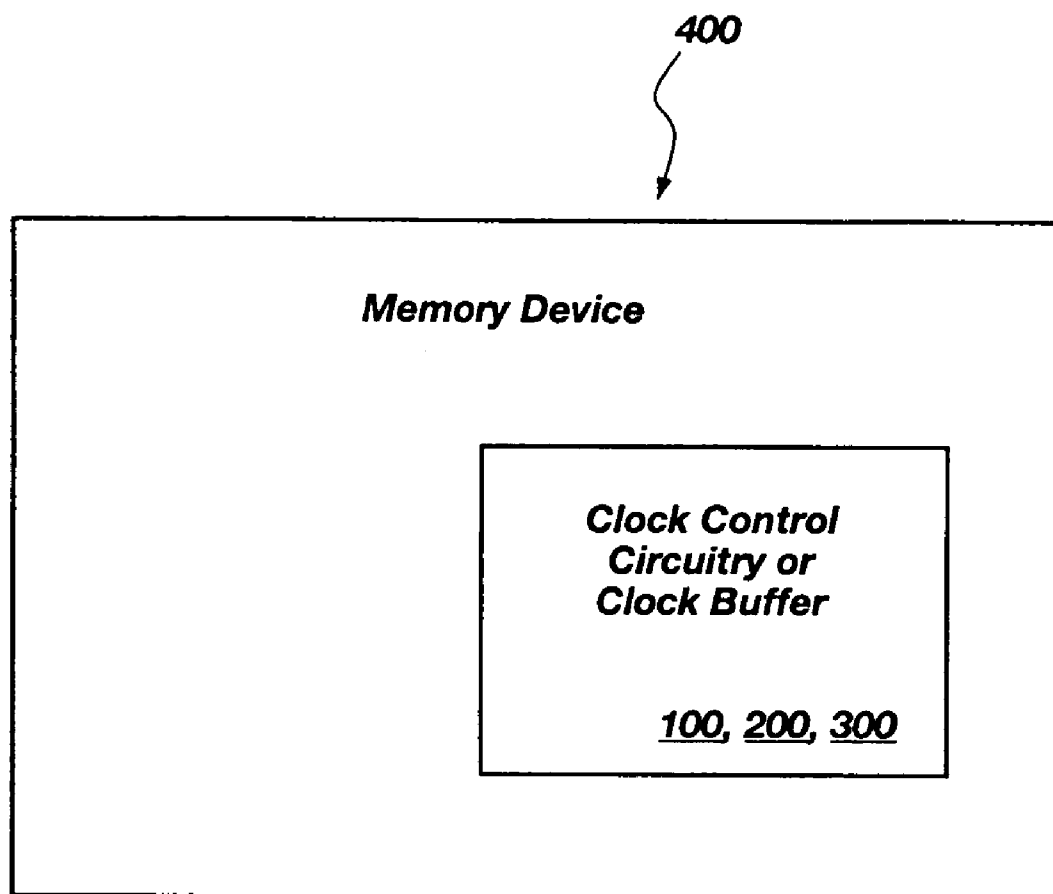 400
Memory Device
Clock Control
Circuitry or
Clock Buffer
100, 200, 300